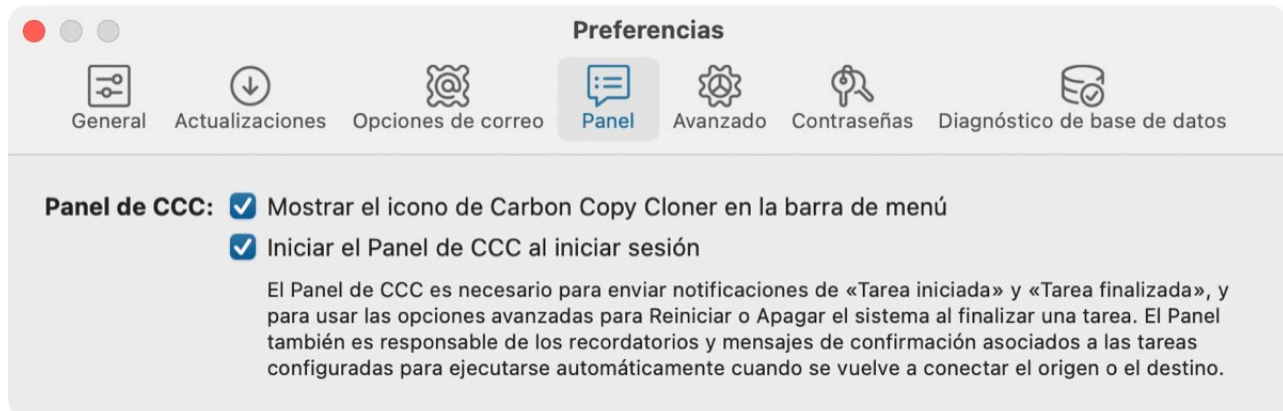 Preferencias
General
Actualizaciones
Opciones de correo
Panel
Avanzado
Contraseñas
Diagnóstico de base de datos
Panel de CCC: Mostrar el icono de Carbon Copy Cloner en la barra de menú
Iniciar el Panel de CCC al iniciar sesión
El Panel de CCC es necesario para enviar notificaciones de «Tarea iniciada» y «Tarea finalizada», y
para usar las opciones avanzadas para Reiniciar o Apagar el sistema al finalizar una tarea. El Panel
también es responsable de los recordatorios y mensajes de confirmación asociados a las tareas
configuradas para ejecutarse automáticamente cuando se vuelve a conectar el origen o el destino.